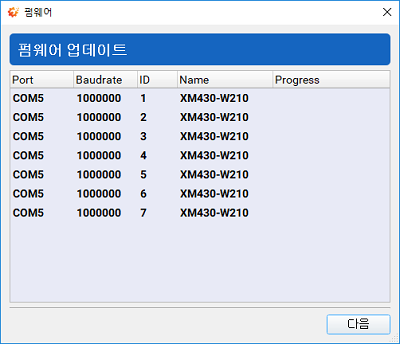 펌웨어
펌웨어 업데이트
Port Baudrate ID Name Progress
COM5 1000000 1 XM430-W210
COM5 1000000 2 XM430-W210
COM5 1000000 3 XM430-W210
COM5 1000000 4 XM430-W210
COM5 1000000 5 XM430-W210
COM5 1000000 6 XM430-W210
COM5 1000000 7 XM430-W210
다음